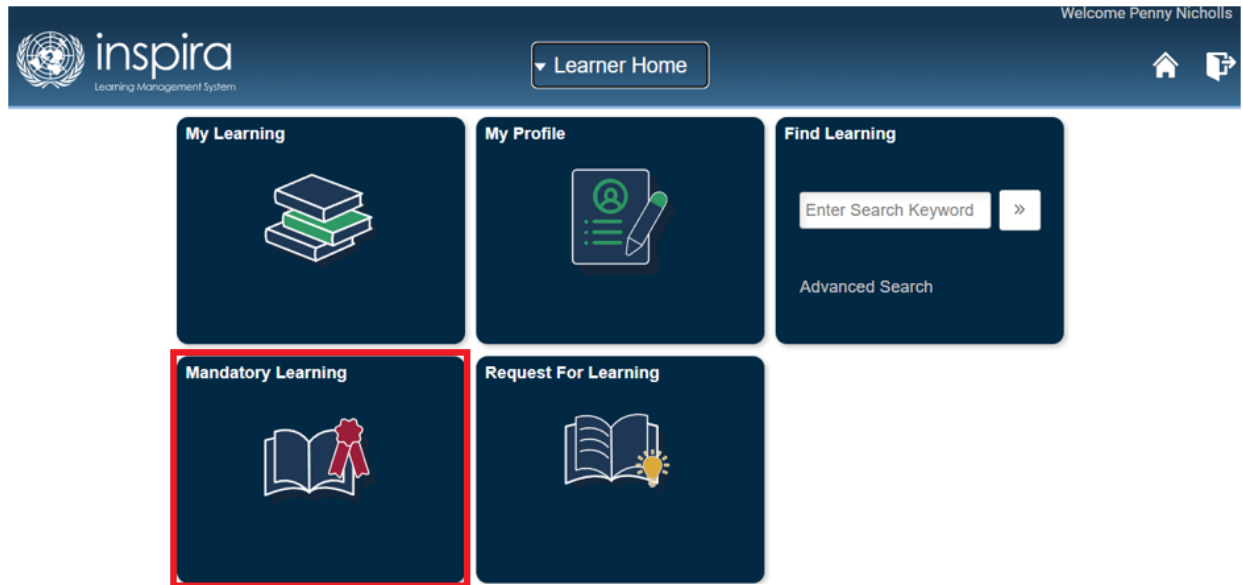 Welcome Penny Nicholls
inspira
Learning Management System
Learner Home
My Learning
My Profile
Find Learning
Enter Search Keyword
»
Advanced Search
Mandatory Learning
Request For Learning